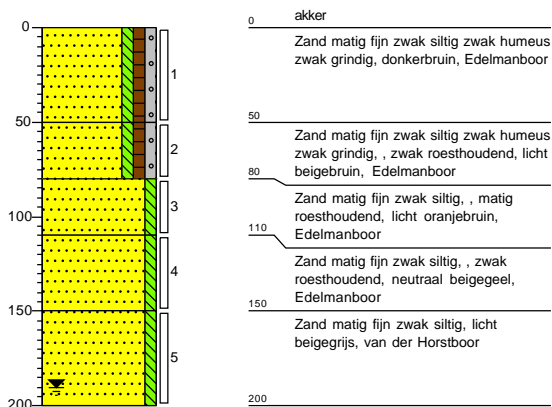 0
50
100
150
200
1
2
3
4
5
0
akker
Zand matig fijn zwak siltig zwak humeus
zwak grindig, donkerbruin, Edelmanboor
50
Zand matig fijn zwak siltig zwak humeus
zwak grindig, , zwak roesthoudend, licht
beigebruin, Edelmanboor
80
Zand matig fijn zwak siltig, , matig
roesthoudend, licht oranjebruin,
Edelmanboor
110
Zand matig fijn zwak siltig, , zwak
roesthoudend, neutraal beigegeel,
Edelmanboor
150
Zand matig fijn zwak siltig, licht
beigegrijs, van der Horstboor
200